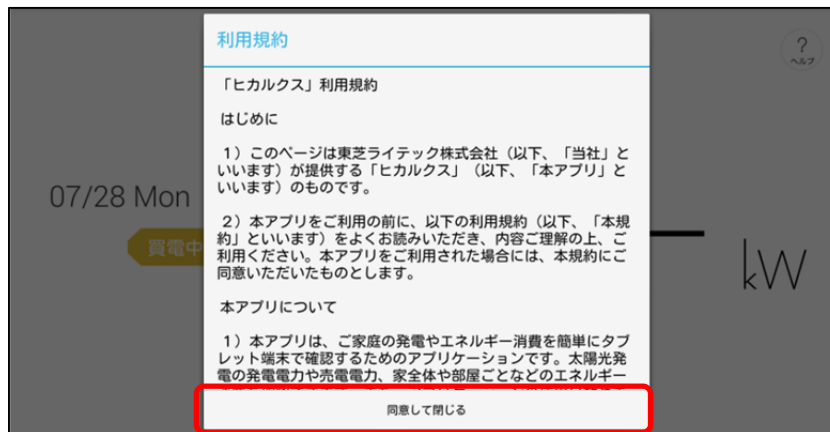 利用規約
?
ヘルプ
「ヒカルクス」利用規約
はじめに
1）このページは東芝ライテック株式会社（以下、「当社」と
いいます）が提供する「ヒカルクス」（以下、「本アプリ」と
いいます）のものです。
07/28 Mon
2）本アプリをご利用の前に、以下の利用規約（以下、「本規
約」といいます）をよくお読みいただき、内容ご理解の上、ご
利用ください。本アプリをご利用された場合には、本規約にご
同意いただいたものとします。
買電中
kW
本アプリについて
1）本アプリは、ご家庭の発電やエネルギー消費を簡単にタブ
レット端末で確認するためのアプリケーションです。太陽光発
電の発電電力や売電電力、家全体や部屋ごとなどのエネルギー
同意して閉じる